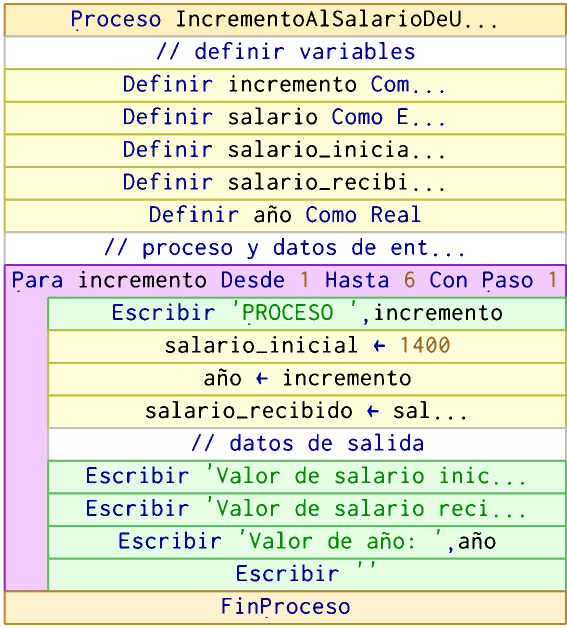 Proceso IncrementoAlSalarioDeU...
// definir variables
Definir incremento Com...
Definir salario Como E...
Definir salario_inicia...
Definir salario_recibi...
Definir año Como Real
// proceso y datos de ent...
Para incremento Desde 1 Hasta 6 Con Paso 1
Escribir 'PROCESO ',incremento
salario_inicial ← 1400
año ← incremento
salario_recibido ← sal...
// datos de salida
Escribir 'Valor de salario inic...
Escribir 'Valor de salario reci...
Escribir 'Valor de año: ',año
Escribir ''
FinProceso